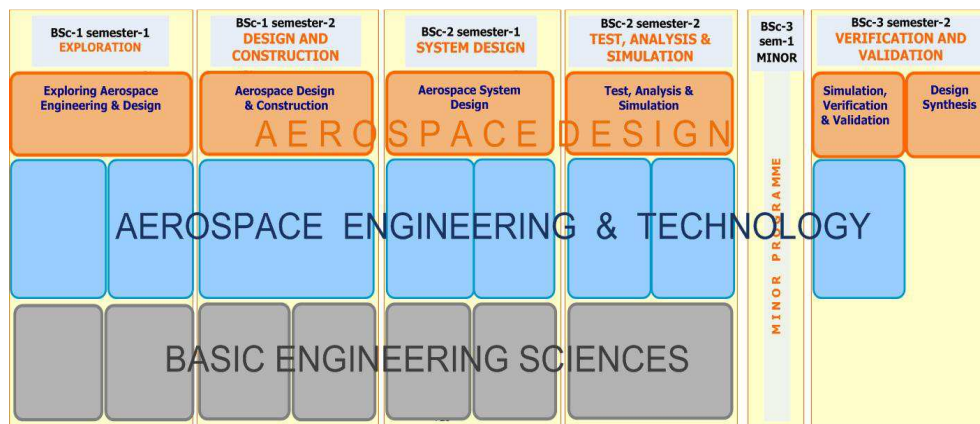 BSc-1 semester-1
EXPLORATION
BSc-1 semester-2
DESIGN AND
CONSTRUCTION
BSc-2 semester-1
SYSTEM DESIGN
BSc-2 semester-2
TEST, ANALYSIS &
SIMULATION
BSc-3
sem-1
MINOR
BSc-3 semester-2
VERIFICATION AND
VALIDATION
Exploring Aerospace
Engineering & Design
Aerospace Design
& Construction
Aerospace System
Design
Test, Analysis &
Simulation
Simulation,
Verification
& Validation
Design
Synthesis
AEROSPACE DESIGN
AEROSPACE ENGINEERING & TECHNOLOGY
MINOR PROGRAMME
BASIC ENGINEERING SCIENCES